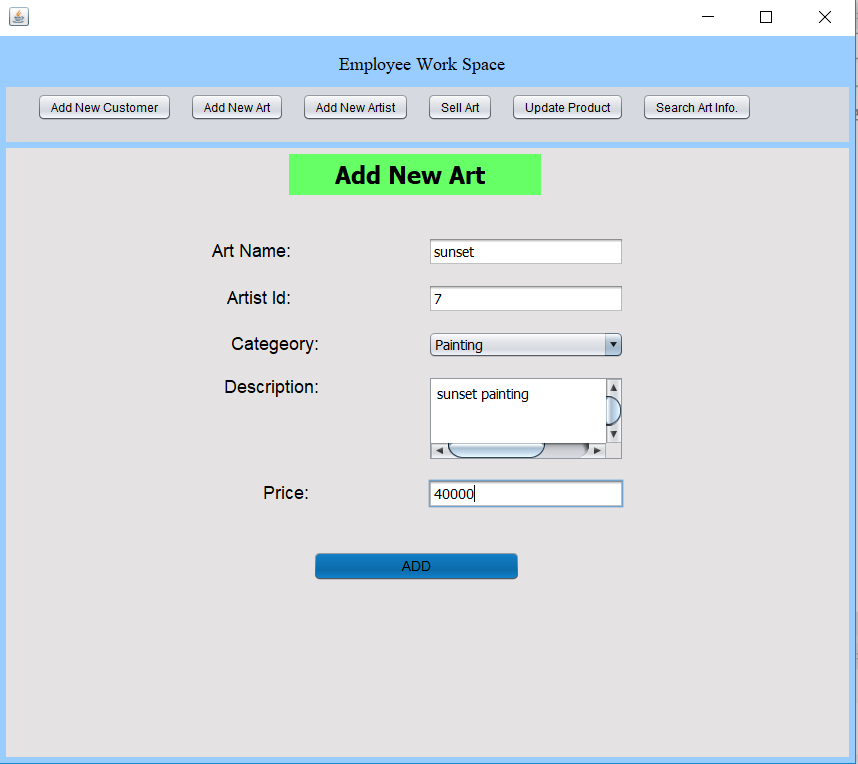 Employee Work Space
Add New Customer Add New Art Add New Artist Sell Art Update Product Search Art Info.
Add New Art
Art Name: sunset
Artist Id: 7
Categeory: Painting
Description: sunset painting
Price: 40000
ADD